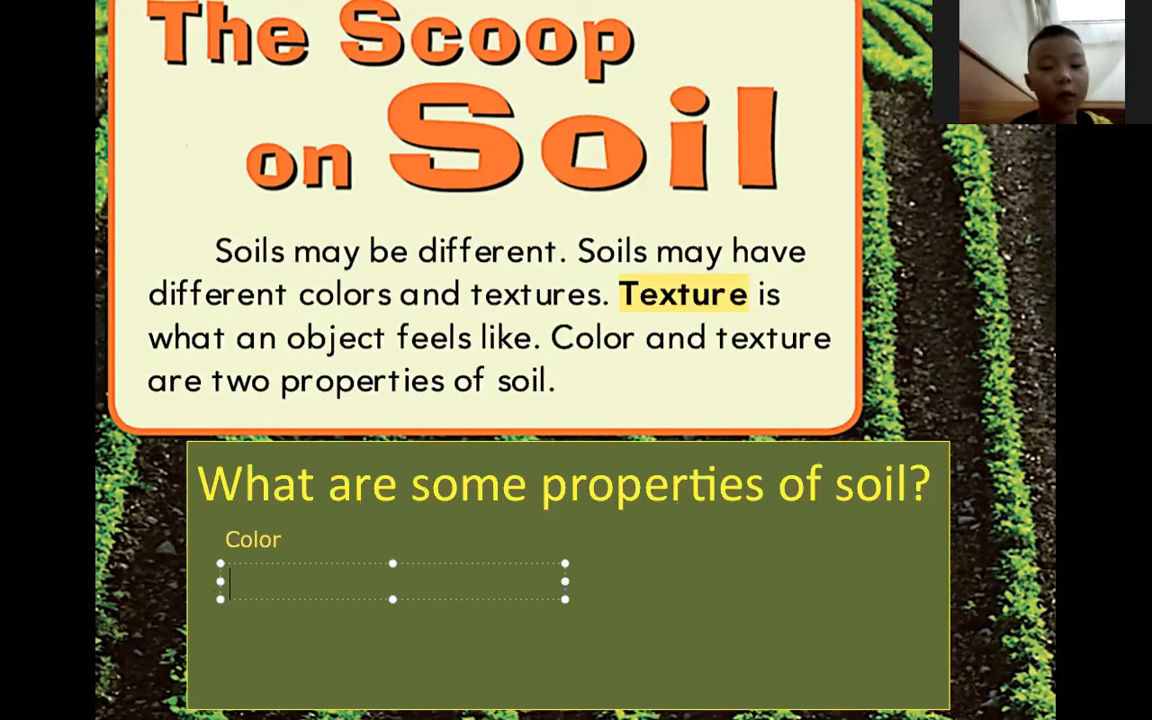 The Scoop
on Soil
Soils may be different. Soils may have
different colors and textures. Texture is
what an object feels like. Color and texture
are two properties of soil.
What are some properties of soil?
Color